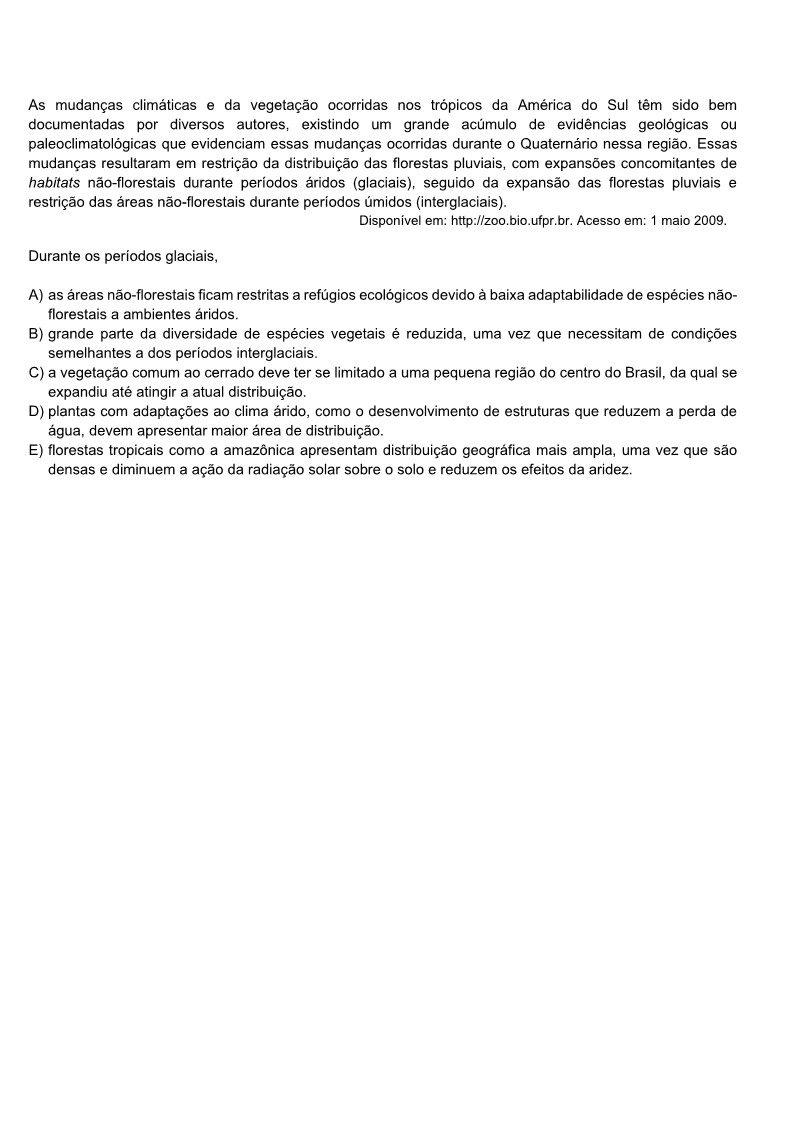 As mudanças climáticas e da vegetação ocorridas nos trópicos da América do Sul têm sido bem
documentadas por diversos autores, existindo um grande acúmulo de evidências geológicas ou
paleoclimatológicas que evidenciam essas mudanças ocorridas durante o Quaternário nessa região. Essas
mudanças resultaram em restrição da distribuição das florestas pluviais, com expansões concomitantes de
habitats não-florestais durante períodos áridos (glaciais), seguido da expansão das florestas pluviais e
restrição das áreas não-florestais durante períodos úmidos (interglaciais).
Disponível em: http://zoo.bio.ufpr.br. Acesso em: 1 maio 2009.
Durante os períodos glaciais,
A) as áreas não-florestais ficam restritas a refúgios ecológicos devido à baixa adaptabilidade de espécies não-
florestais a ambientes áridos.
B) grande parte da diversidade de espécies vegetais é reduzida, uma vez que necessitam de condições
semelhantes a dos períodos interglaciais.
C) a vegetação comum ao cerrado deve ter se limitado a uma pequena região do centro do Brasil, da qual se
expandiu até atingir a atual distribuição.
D) plantas com adaptações ao clima árido, como o desenvolvimento de estruturas que reduzem a perda de
água, devem apresentar maior área de distribuição.
E) florestas tropicais como a amazônica apresentam distribuição geográfica mais ampla, uma vez que são
densas e diminuem a ação da radiação solar sobre o solo e reduzem os efeitos da aridez.